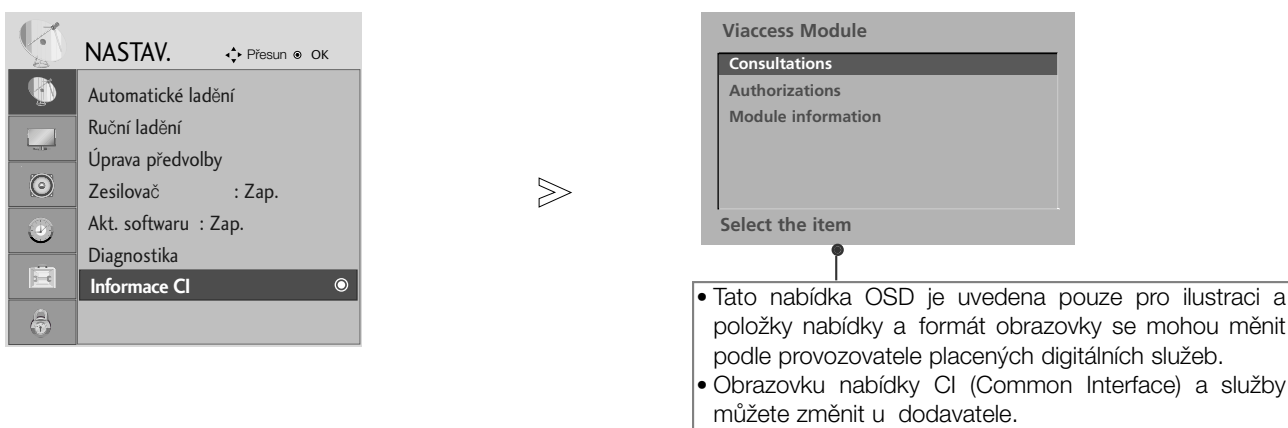 NASTAV. Přesun OK
Automatické ladění
Ruční ladění
Úprava předvolby
Zesilovač : Zap.
Akt. softwaru : Zap.
Diagnostika
Informace CI
Viaccess Module
Consultations
Authorizations
Module information
Select the item
• Tato nabídka OSD je uvedena pouze pro ilustraci a
položky nabídky a formát obrazovky se mohou měnit
podle provozovatele placených digitálních služeb.
• Obrazovku nabídky CI (Common Interface) a služby
můžete změnit u dodavatele.